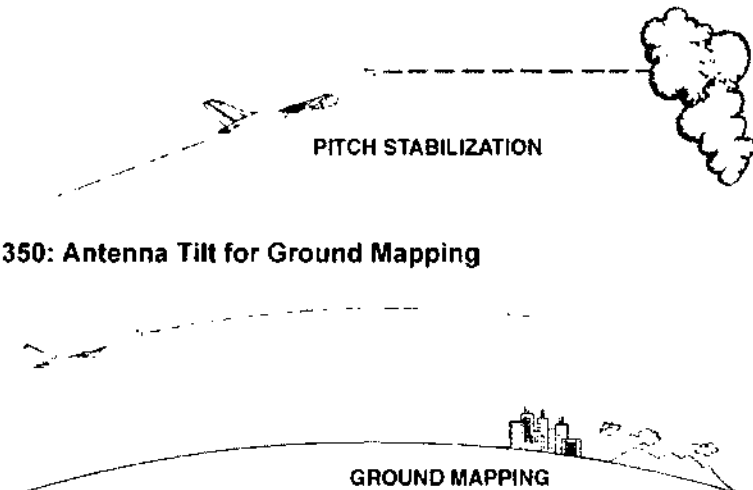 PITCH STABILIZATION
350: Antenna Tilt for Ground Mapping
GROUND MAPPING